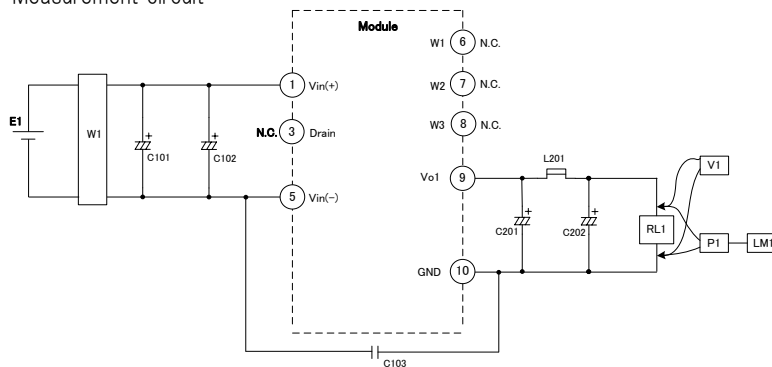 Measurement circuit
Module
W1 6 N.C.
1 Vin(+)
W2 7 N.C.
E1
W1
N.C. 3 Drain
W3 8 N.C.
C101
C102
L201
V1
Vo1 9
5 Vin(-)
C201
C202
RL1
P1
LM1
GND 10
C103